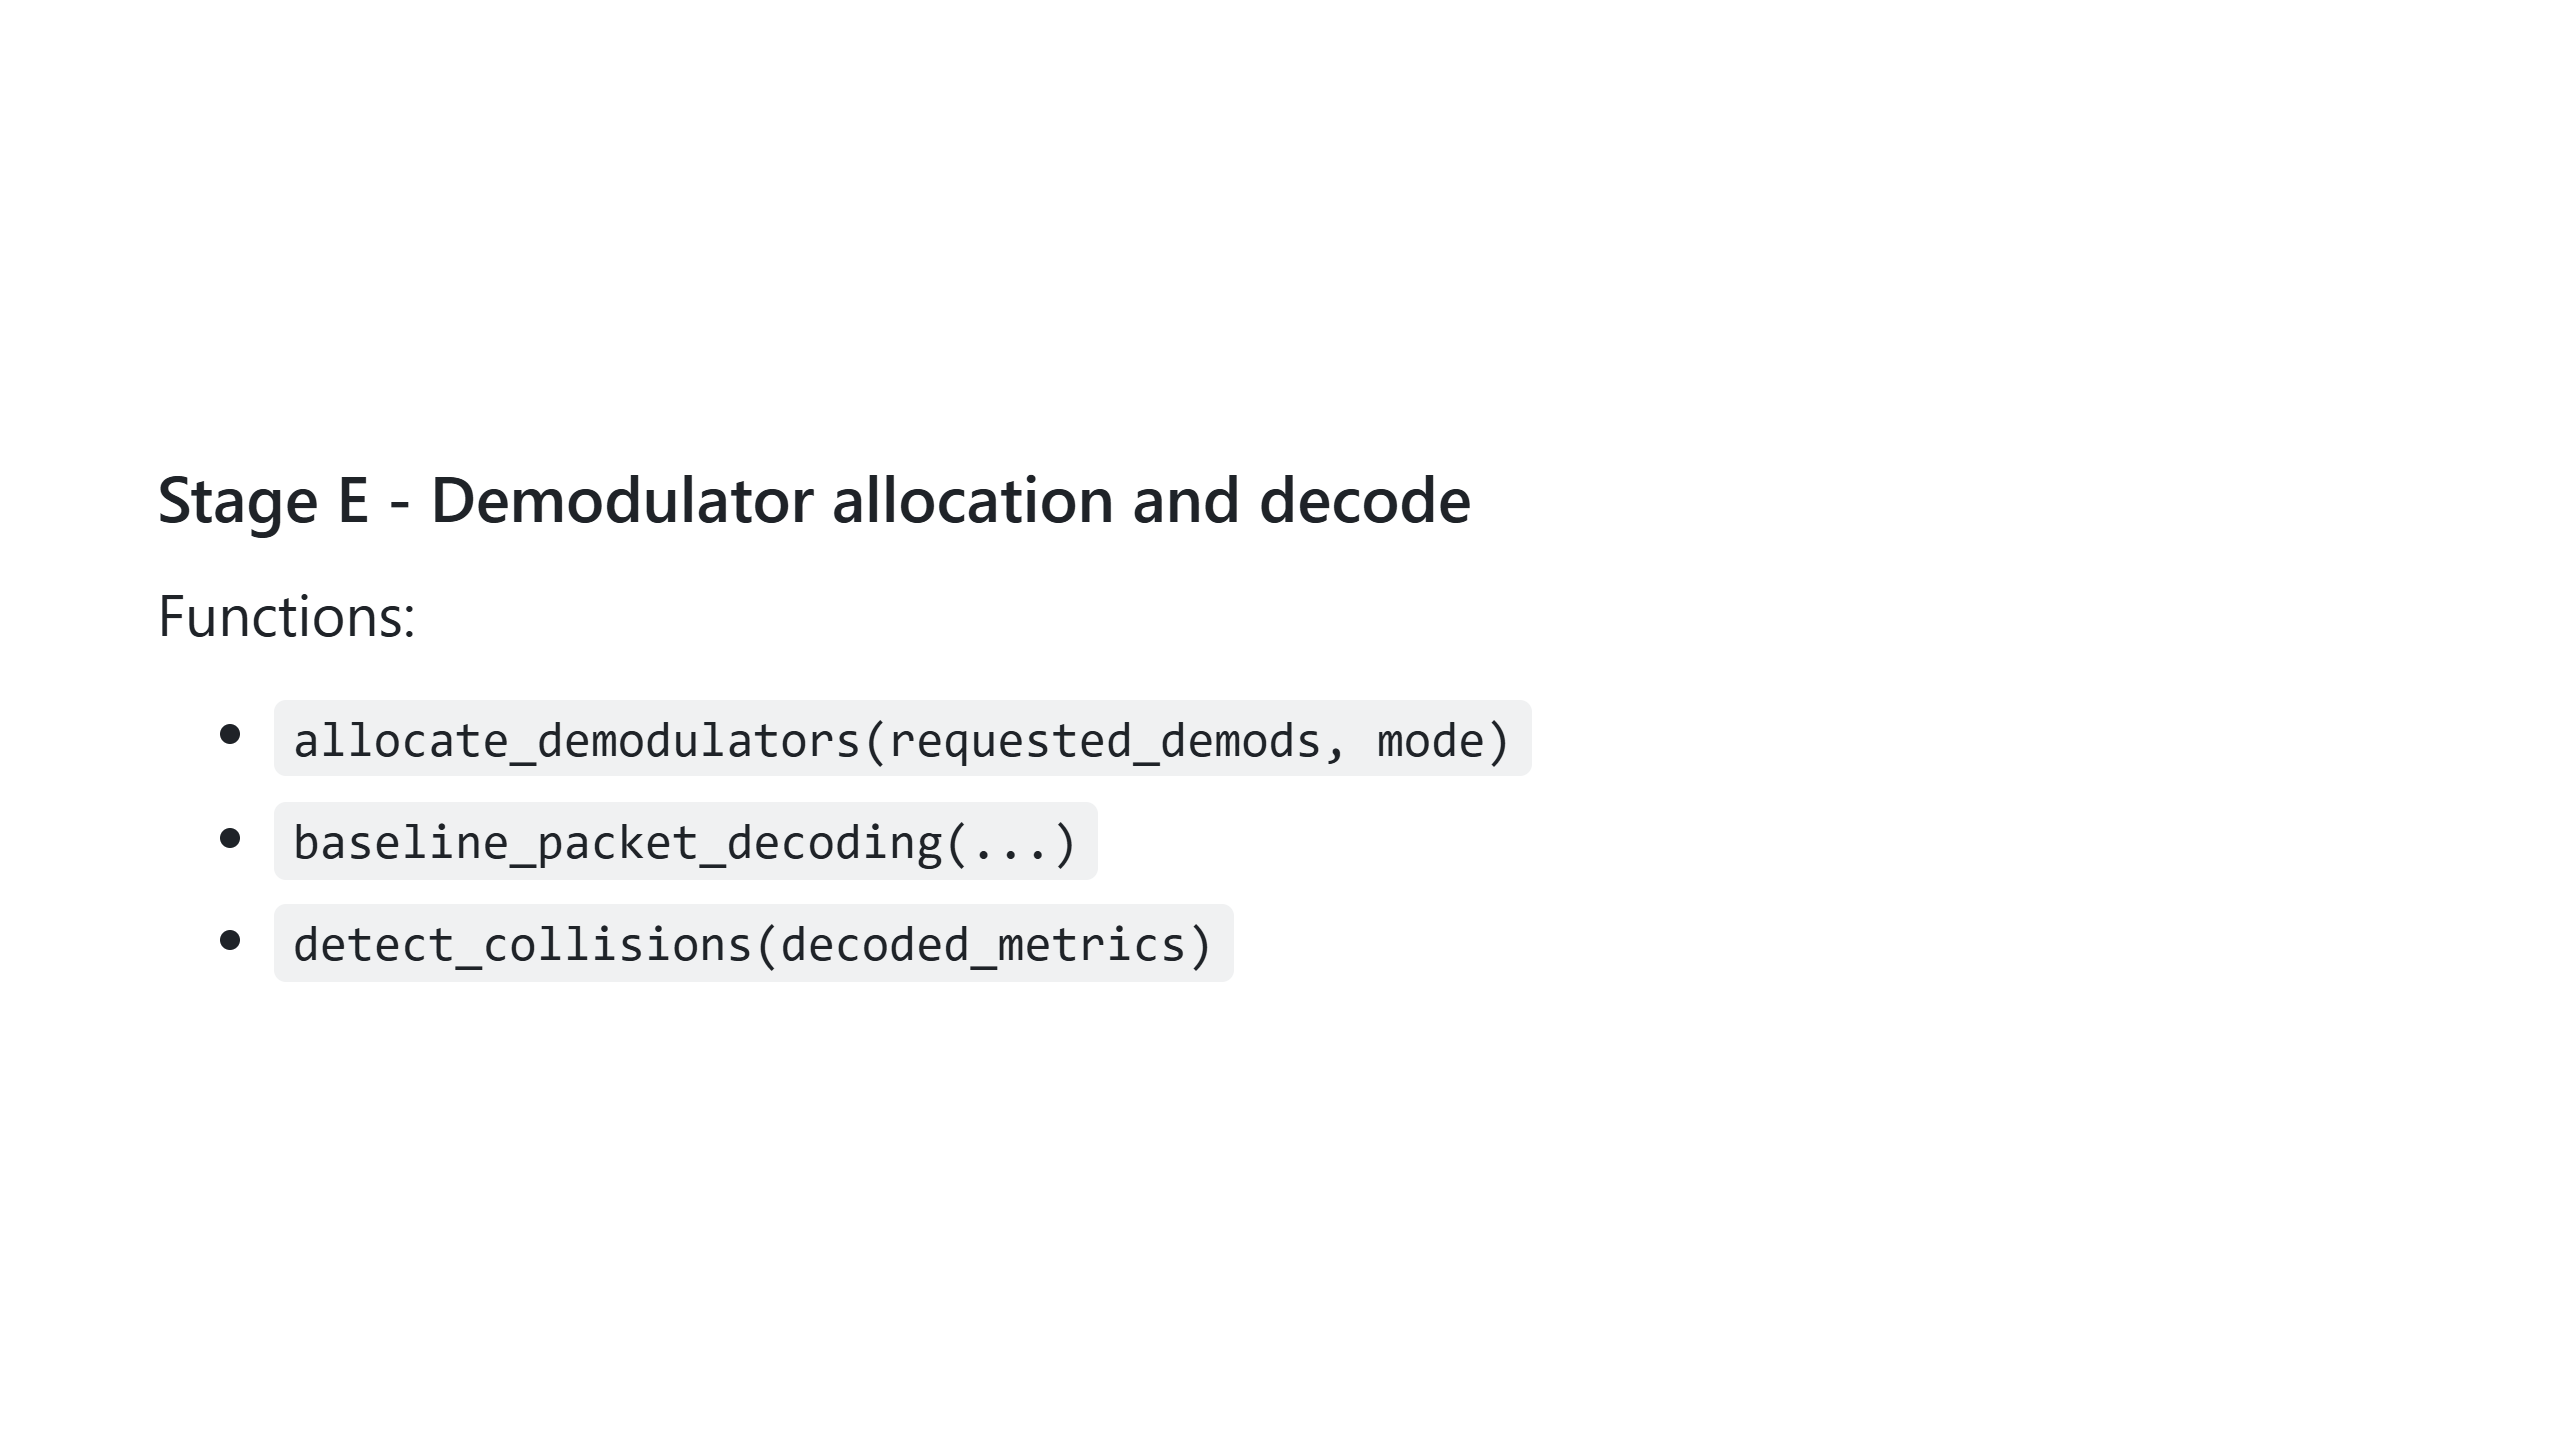 Stage E - Demodulator allocation and decode
Functions:
allocate_demodulators(requested_demods, mode)
baseline_packet_decoding(...)
detect_collisions(decoded_metrics)